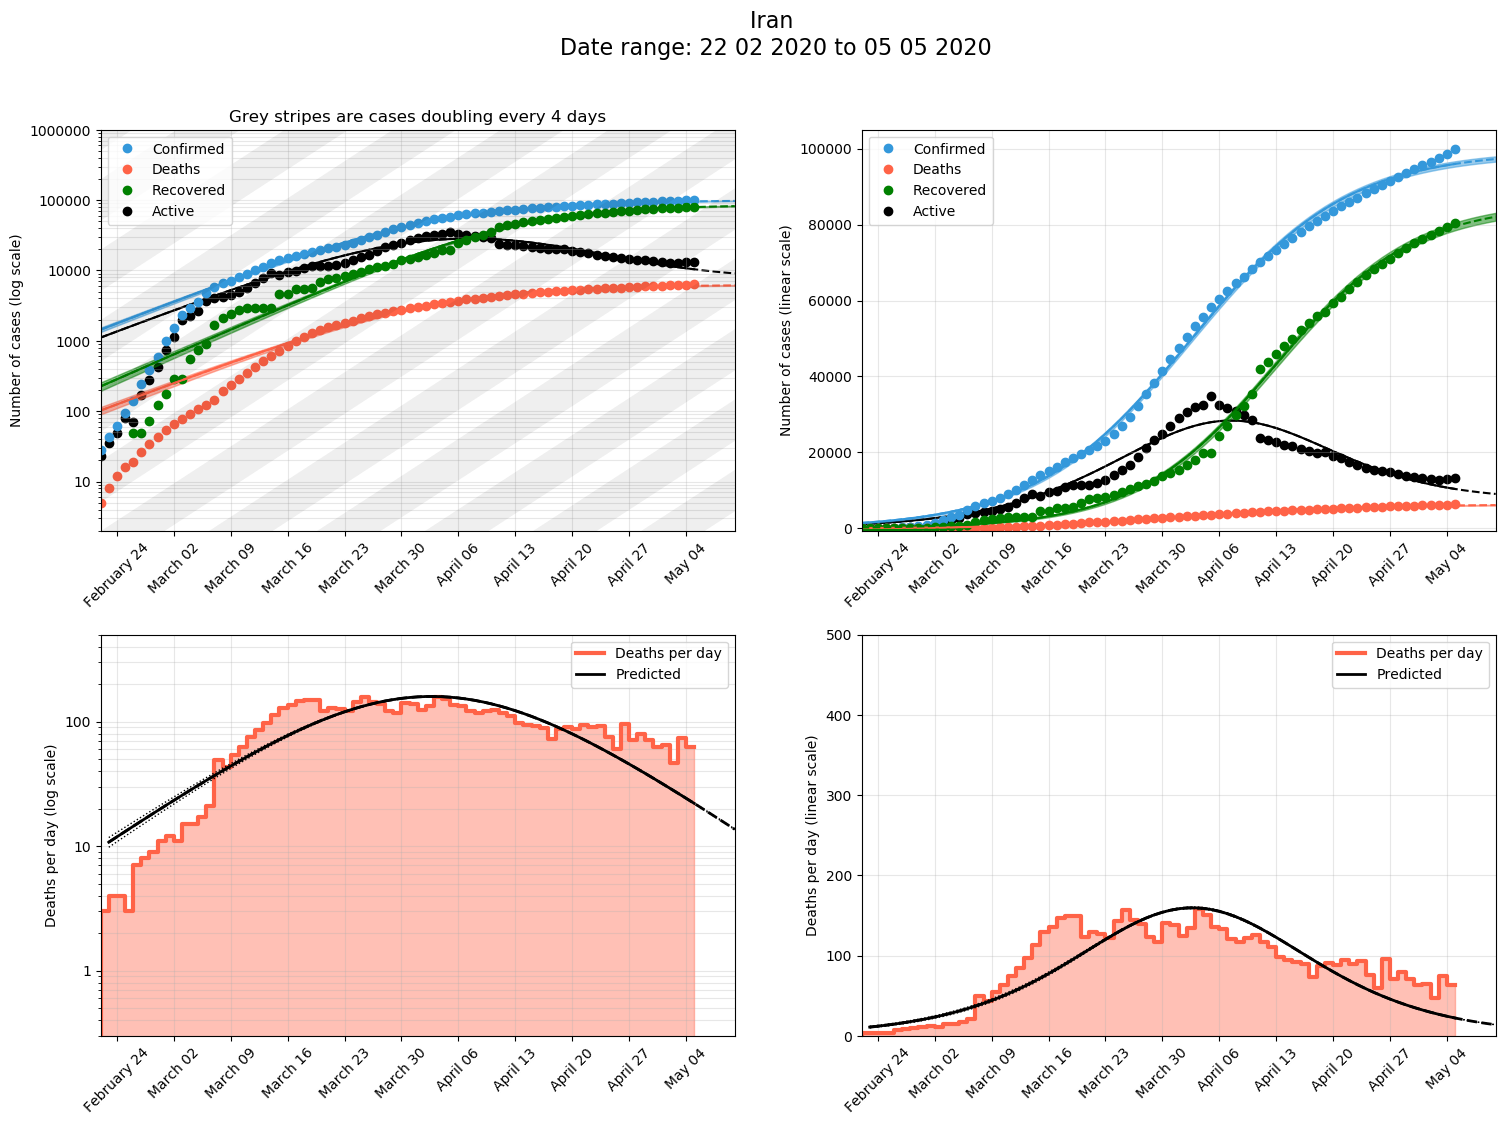 Iran
Date range: 22 02 2020 to 05 05 2020
Grey stripes are cases doubling every 4 days
Number of cases (log scale)
1000000
100000
10000
1000
100
10
Confirmed
Deaths
Recovered
Active
February 24
March 02
March 09
March 16
March 23
March 30
April 06
April 13
April 20
April 27
May 04
Number of cases (linear scale)
100000
80000
60000
40000
20000
0
Confirmed
Deaths
Recovered
Active
February 24
March 02
March 09
March 16
March 23
March 30
April 06
April 13
April 20
April 27
May 04
Deaths per day (log scale)
100
10
1
Deaths per day
Predicted
February 24
March 02
March 09
March 16
March 23
March 30
April 06
April 13
April 20
April 27
May 04
Deaths per day (linear scale)
500
400
300
200
100
0
Deaths per day
Predicted
February 24
March 02
March 09
March 16
March 23
March 30
April 06
April 13
April 20
April 27
May 04